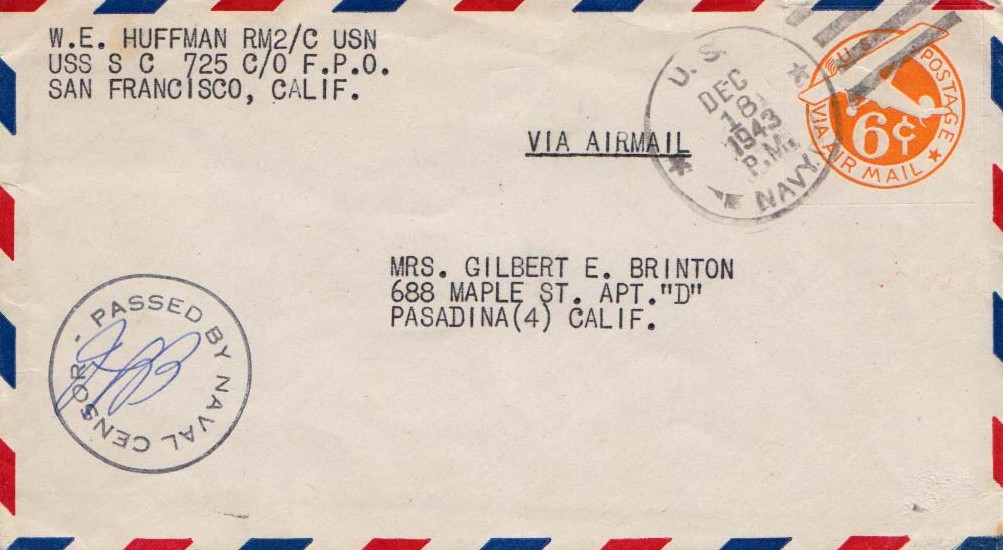 W.E. HUFFMAN RM2/C USN
USS S C 725 C/O F.P.O.
SAN FRANCISCO, CALIF.
U.S. NAVY
DEC
18
1943
P.M.
U.S. POSTAGE
6¢
VIA AIR MAIL
VIA AIRMAIL
MRS. GILBERT E. BRINTON
688 MAPLE ST. APT."D"
PASADINA(4) CALIF.
PASSED BY NAVAL CENSOR -